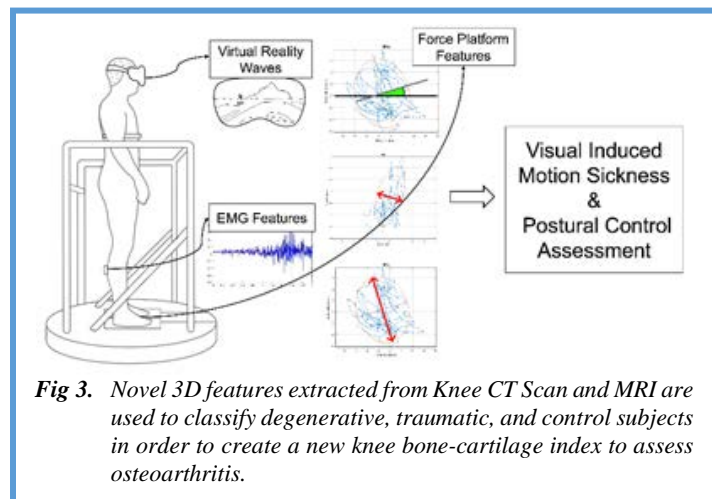 Virtual Reality
Waves
Force Platform
Features
EMG Features
Visual Induced
Motion Sickness
&
Postural Control
Assessment
Fig 3. Novel 3D features extracted from Knee CT Scan and MRI are
used to classify degenerative, traumatic, and control subjects
in order to create a new knee bone-cartilage index to assess
osteoarthritis.